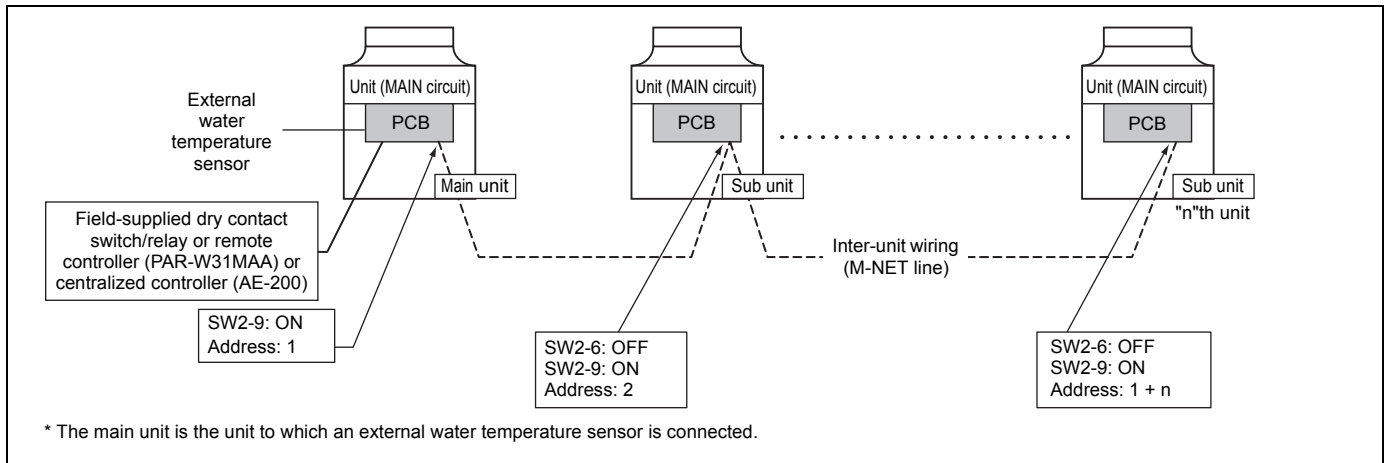 Unit (MAIN circuit)
PCB
External
water
temperature
sensor
Main unit
Field-supplied dry contact
switch/relay or remote
controller (PAR-W31MAA) or
centralized controller (AE-200)
SW2-9: ON
Address: 1
Unit (MAIN circuit)
PCB
Sub unit
SW2-6: OFF
SW2-9: ON
Address: 2
Inter-unit wiring
(M-NET line)
Unit (MAIN circuit)
PCB
Sub unit
"n"th unit
SW2-6: OFF
SW2-9: ON
Address: 1 + n
* The main unit is the unit to which an external water temperature sensor is connected.